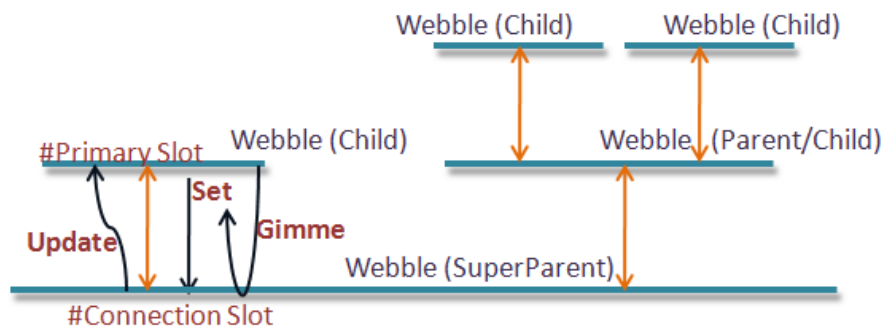 Webble (Child)
Webble (Child)
#Primary Slot
Webble (Child)
Webble (Parent/Child)
Set
Update
Gimme
Webble (SuperParent)
#Connection Slot